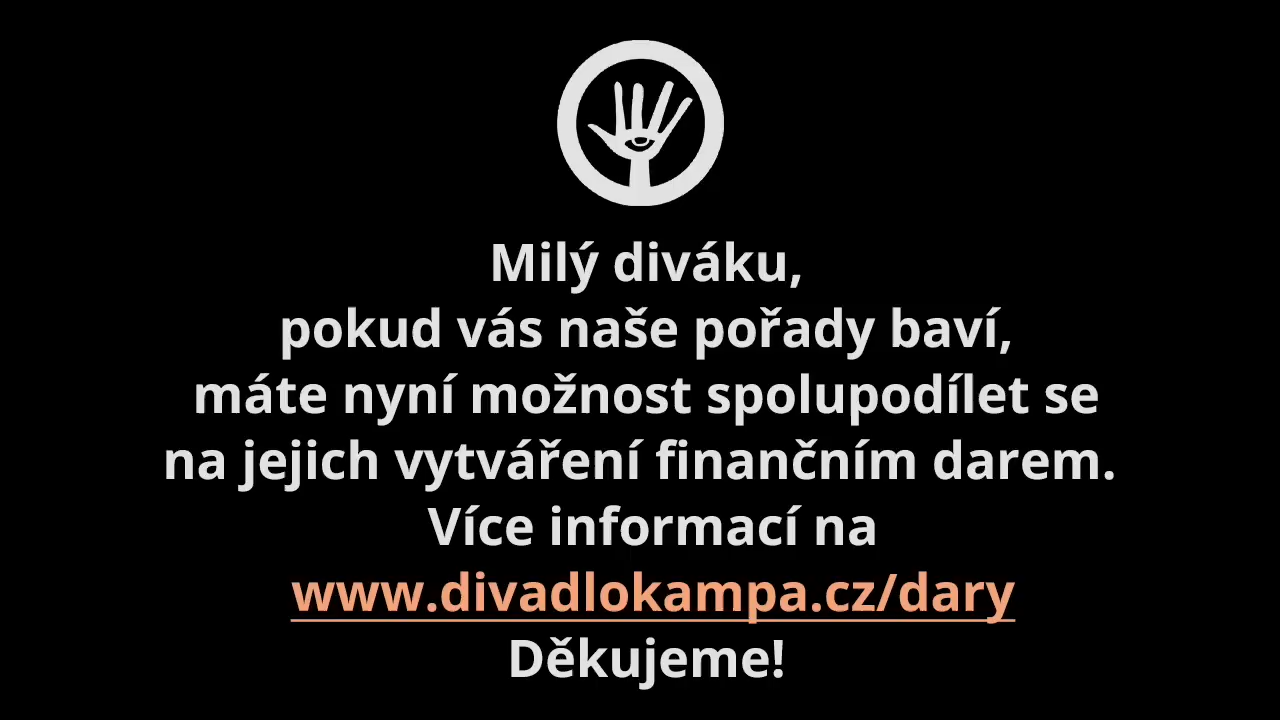 Milý diváku,
pokud vás naše pořady baví,
máte nyní možnost spolupodílet se
na jejich vytváření finančním darem.
Více informací na
www.divadlokampa.cz/dary
Děkujeme!